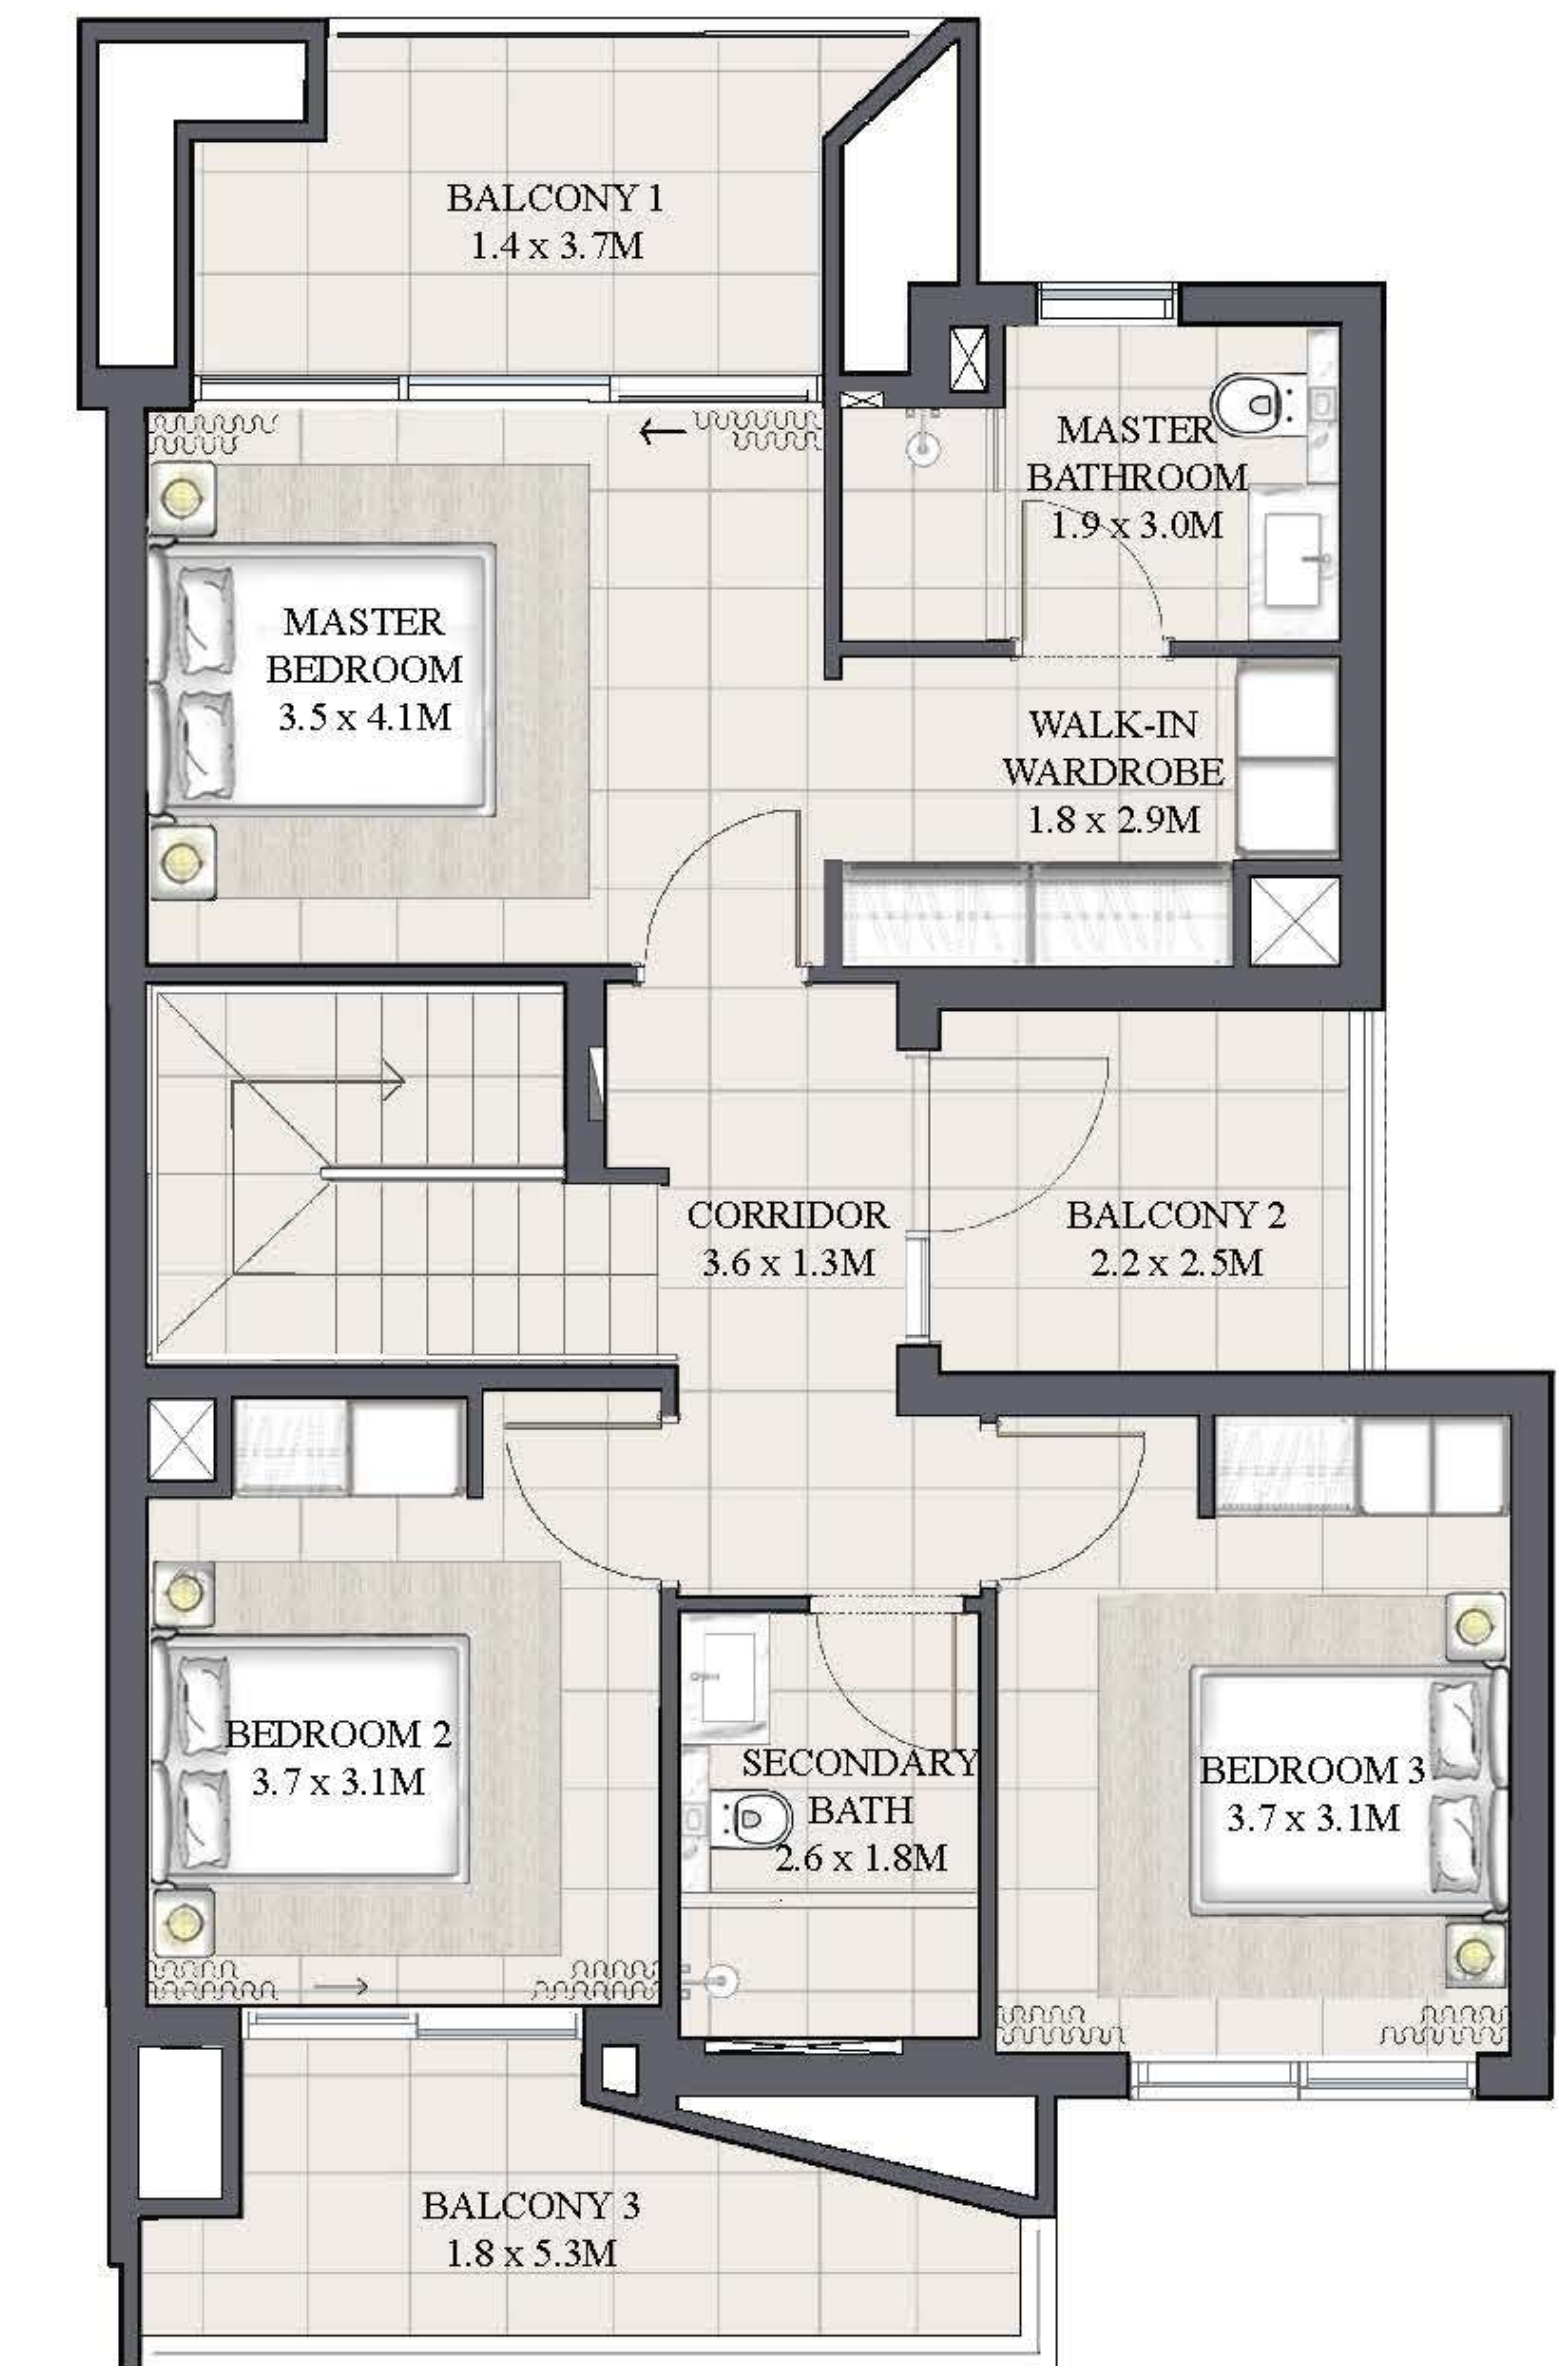 BALCONY 1
1.4 x 3.7M
MASTER
BATHROOM
1.9 x 3.0M
MASTER
BEDROOM
3.5 x 4.1M
WALK-IN
WARDROBE
1.8 x 2.9M
CORRIDOR
3.6 x 1.3M
BALCONY 2
2.2 x 2.5M
BEDROOM 2
3.7 x 3.1M
SECONDARY
BATH
2.6 x 1.8M
BEDROOM 3
3.7 x 3.1M
BALCONY 3
1.8 x 5.3M